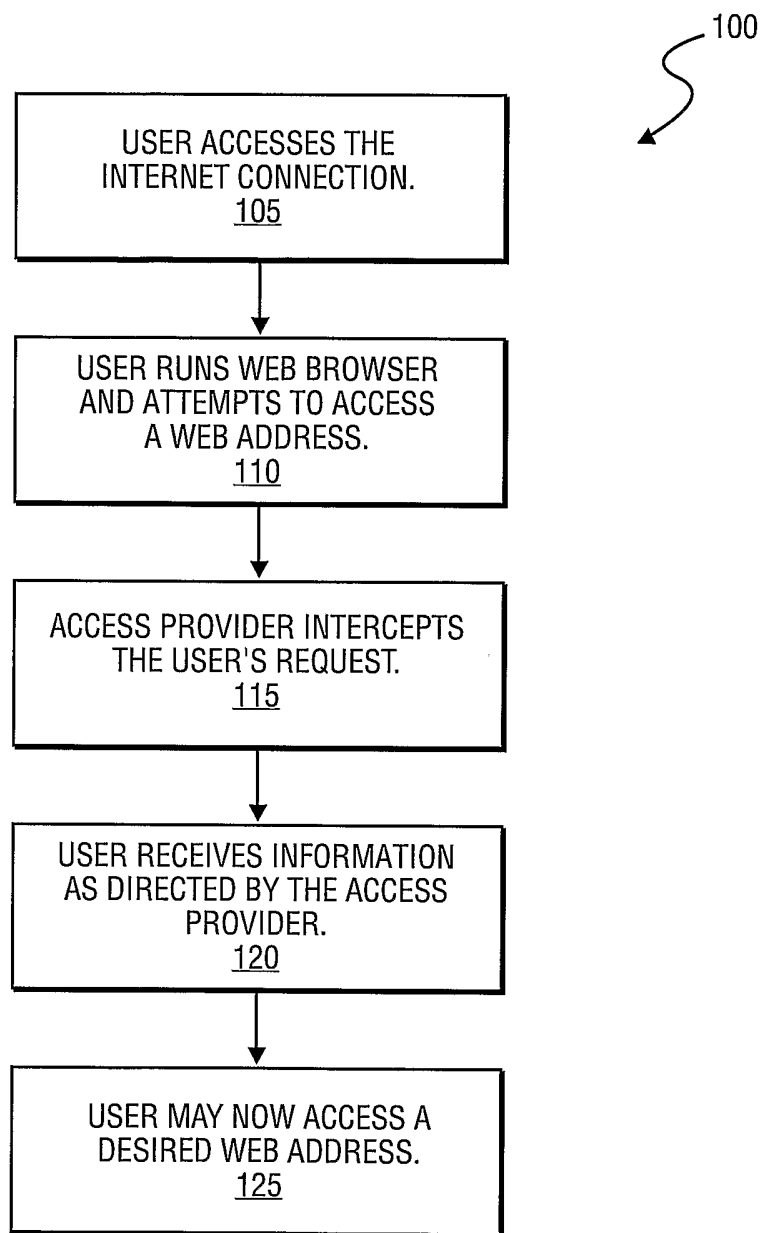 100
USER ACCESSES THE
INTERNET CONNECTION.
105
USER RUNS WEB BROWSER
AND ATTEMPTS TO ACCESS
A WEB ADDRESS.
110
ACCESS PROVIDER INTERCEPTS
THE USER'S REQUEST.
115
USER RECEIVES INFORMATION
AS DIRECTED BY THE ACCESS
PROVIDER.
120
USER MAY NOW ACCESS A
DESIRED WEB ADDRESS.
125